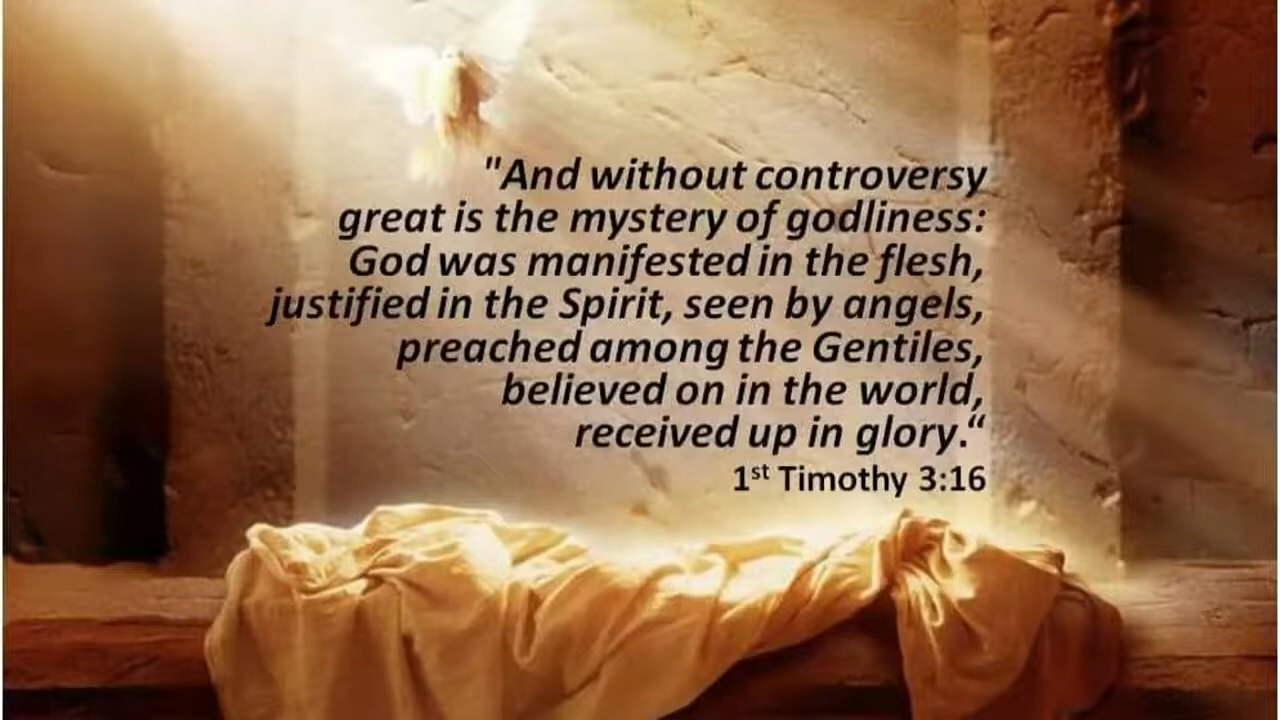 "And without controversy
great is the mystery of godliness:
God was manifested in the flesh,
justified in the Spirit, seen by angels,
preached among the Gentiles,
believed on in the world,
received up in glory.“
1st Timothy 3:16